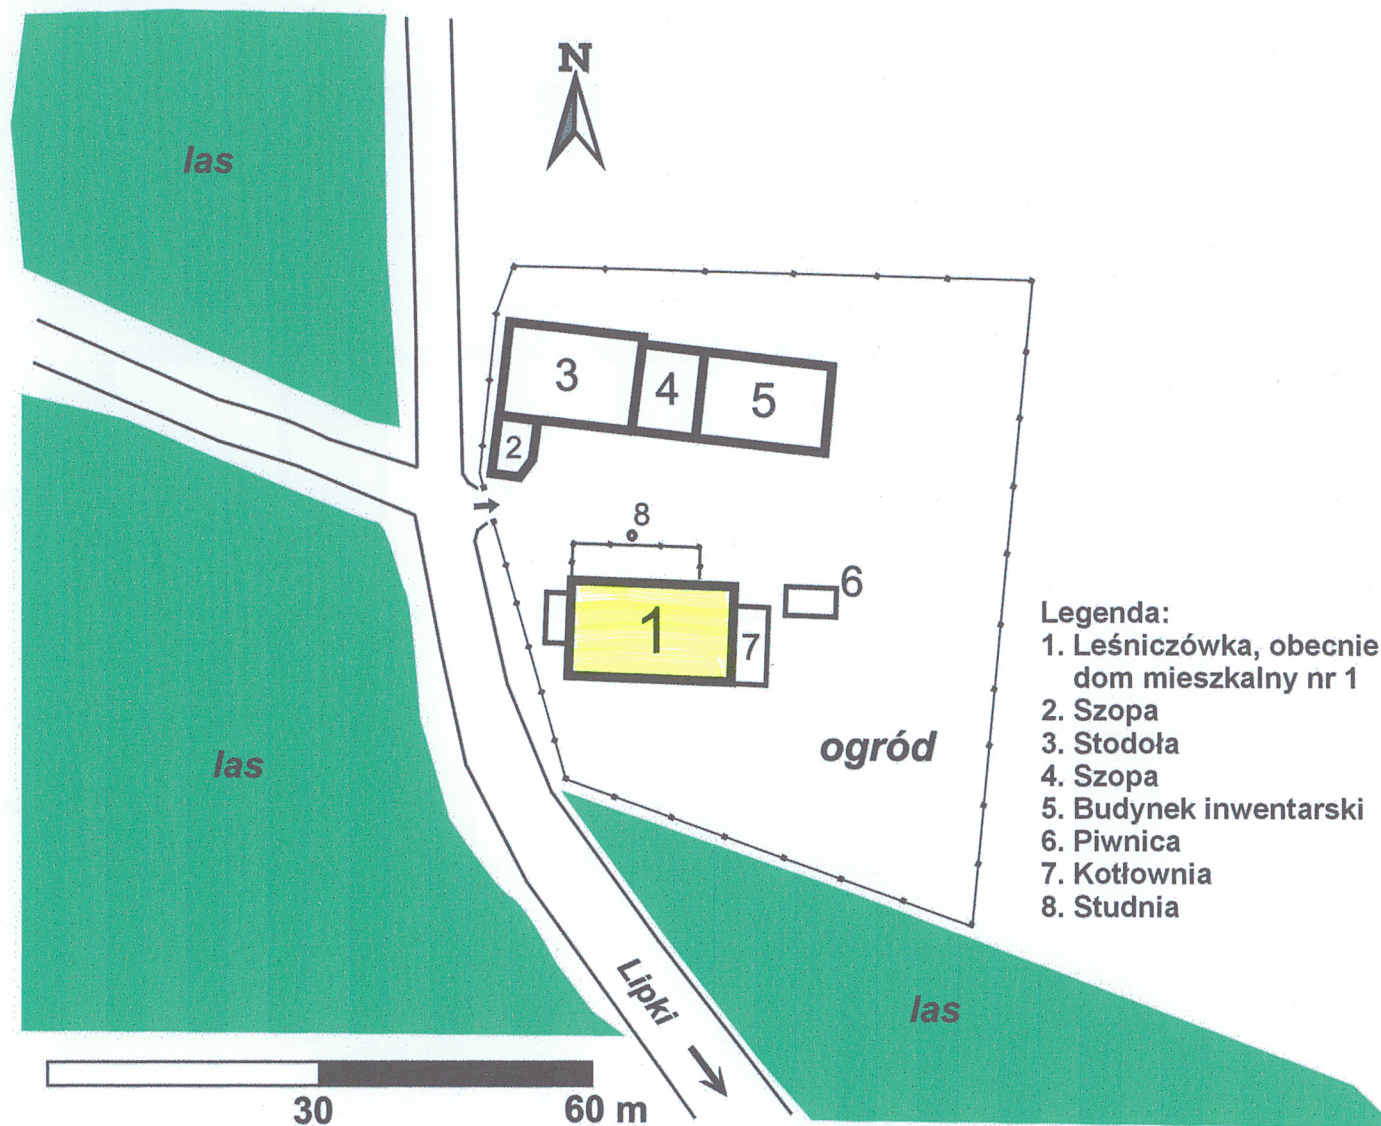 N
las
3
4
5
2
8
1
7
6
ogród
las
las
Lipki
30
60 m
Legenda:
1. Leśniczówka, obecnie
dom mieszkalny nr 1
2. Szopa
3. Stodoła
4. Szopa
5. Budynek inwentarski
6. Piwnica
7. Kotłownia
8. Studnia